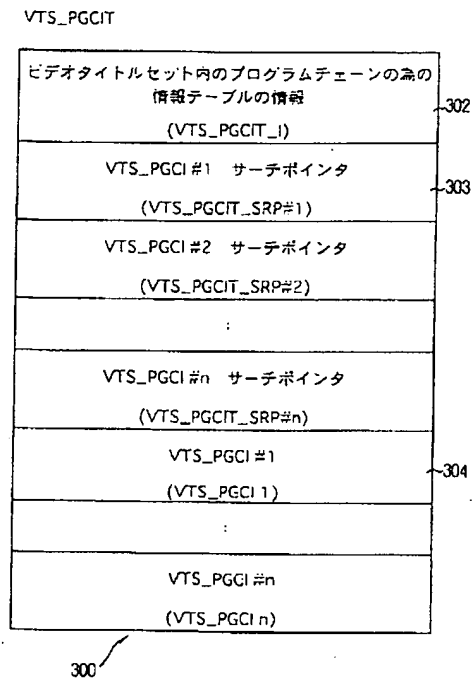 VTS_PGCIT
ビデオタイトルセット内のプログラムチェーンの為の
情報テーブルの情報
(VTS_PGCIT_I)
302
VTS_PGCI #1 サーチポインタ
303
(VTS_PGCIT_SRP#1)
VTS_PGCI #2 サーチポインタ
(VTS_PGCIT_SRP#2)
:
VTS_PGCI #n サーチポインタ
(VTS_PGCIT_SRP#n)
VTS_PGCI #1
304
(VTS_PGCI 1)
:
VTS_PGCI #n
(VTS_PGCI n)
300